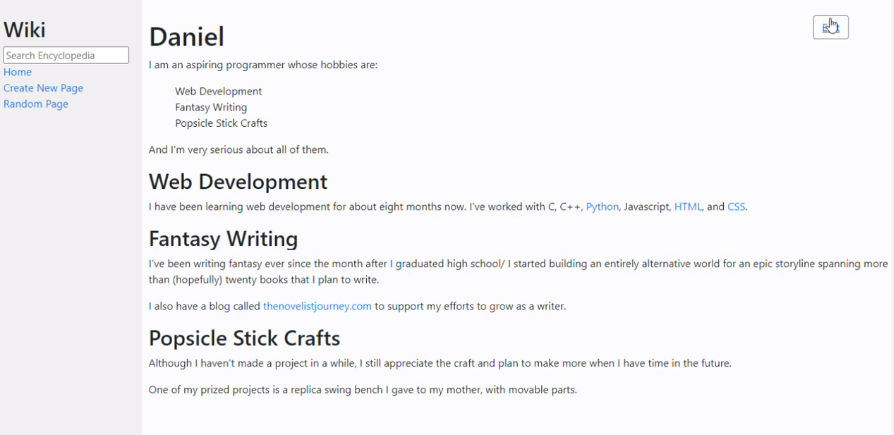 Wiki
Search Encyclopedia
Home
Create New Page
Random Page
Daniel
I am an aspiring programmer whose hobbies are:
Web Development
Fantasy Writing
Popsicle Stick Crafts
And I'm very serious about all of them.
Web Development
I have been learning web development for about eight months now. I've worked with C, C++, Python, Javascript, HTML, and CSS.
Fantasy Writing
I've been writing fantasy ever since the month after I graduated high school/ I started building an entirely alternative world for an epic storyline spanning more
than (hopefully) twenty books that I plan to write.
I also have a blog called thenovelistjourney.com to support my efforts to grow as a writer.
Popsicle Stick Crafts
Although I haven't made a project in a while, I still appreciate the craft and plan to make more when I have time in the future.
One of my prized projects is a replica swing bench I gave to my mother, with movable parts.